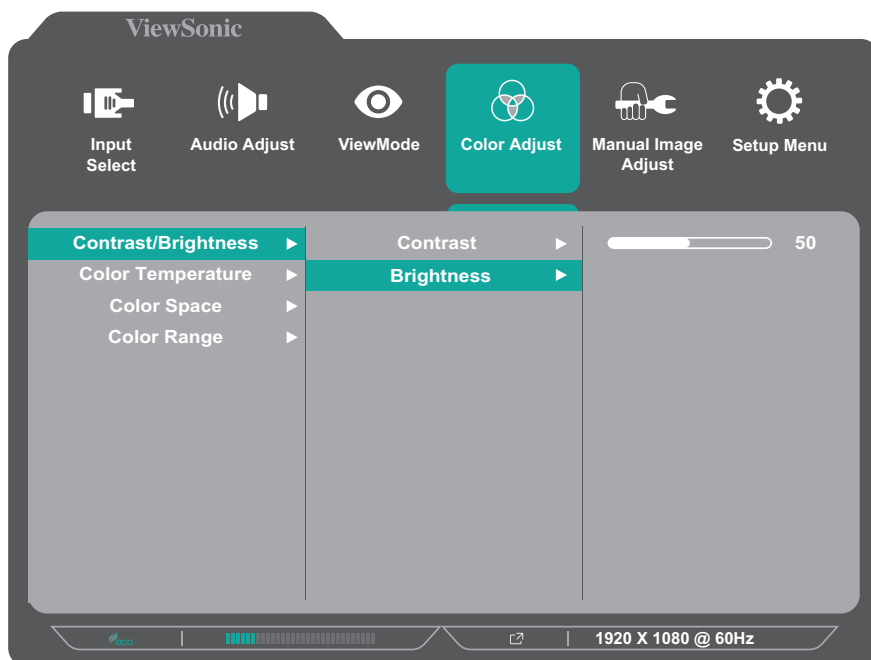 ViewSonic
Input Select
Audio Adjust
ViewMode
Color Adjust
Manual Image Adjust
Setup Menu
Contrast/Brightness
Contrast
50
Color Temperature
Brightness
Color Space
Color Range
eco
1920 X 1080 @ 60Hz